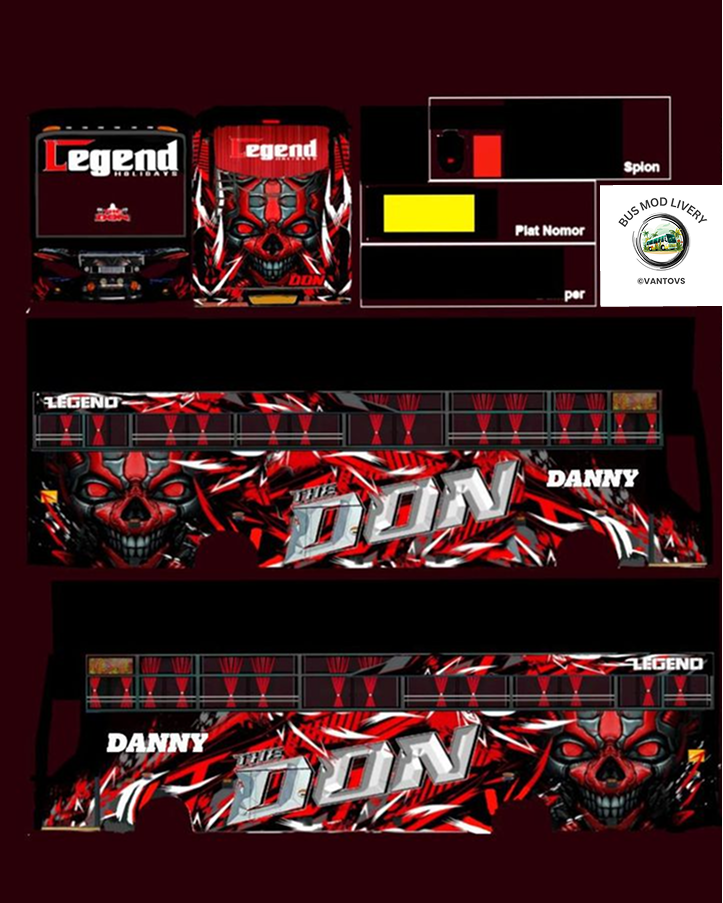 Legend
HOLIDAYS
Legend
HOLIDAYS
DON
Spion
Plat Nomor
per
BUS MOD LIVERY
©VANTOVS
LEGEND
THE
DON
DANNY
LEGEND
DANNY
THE
DON